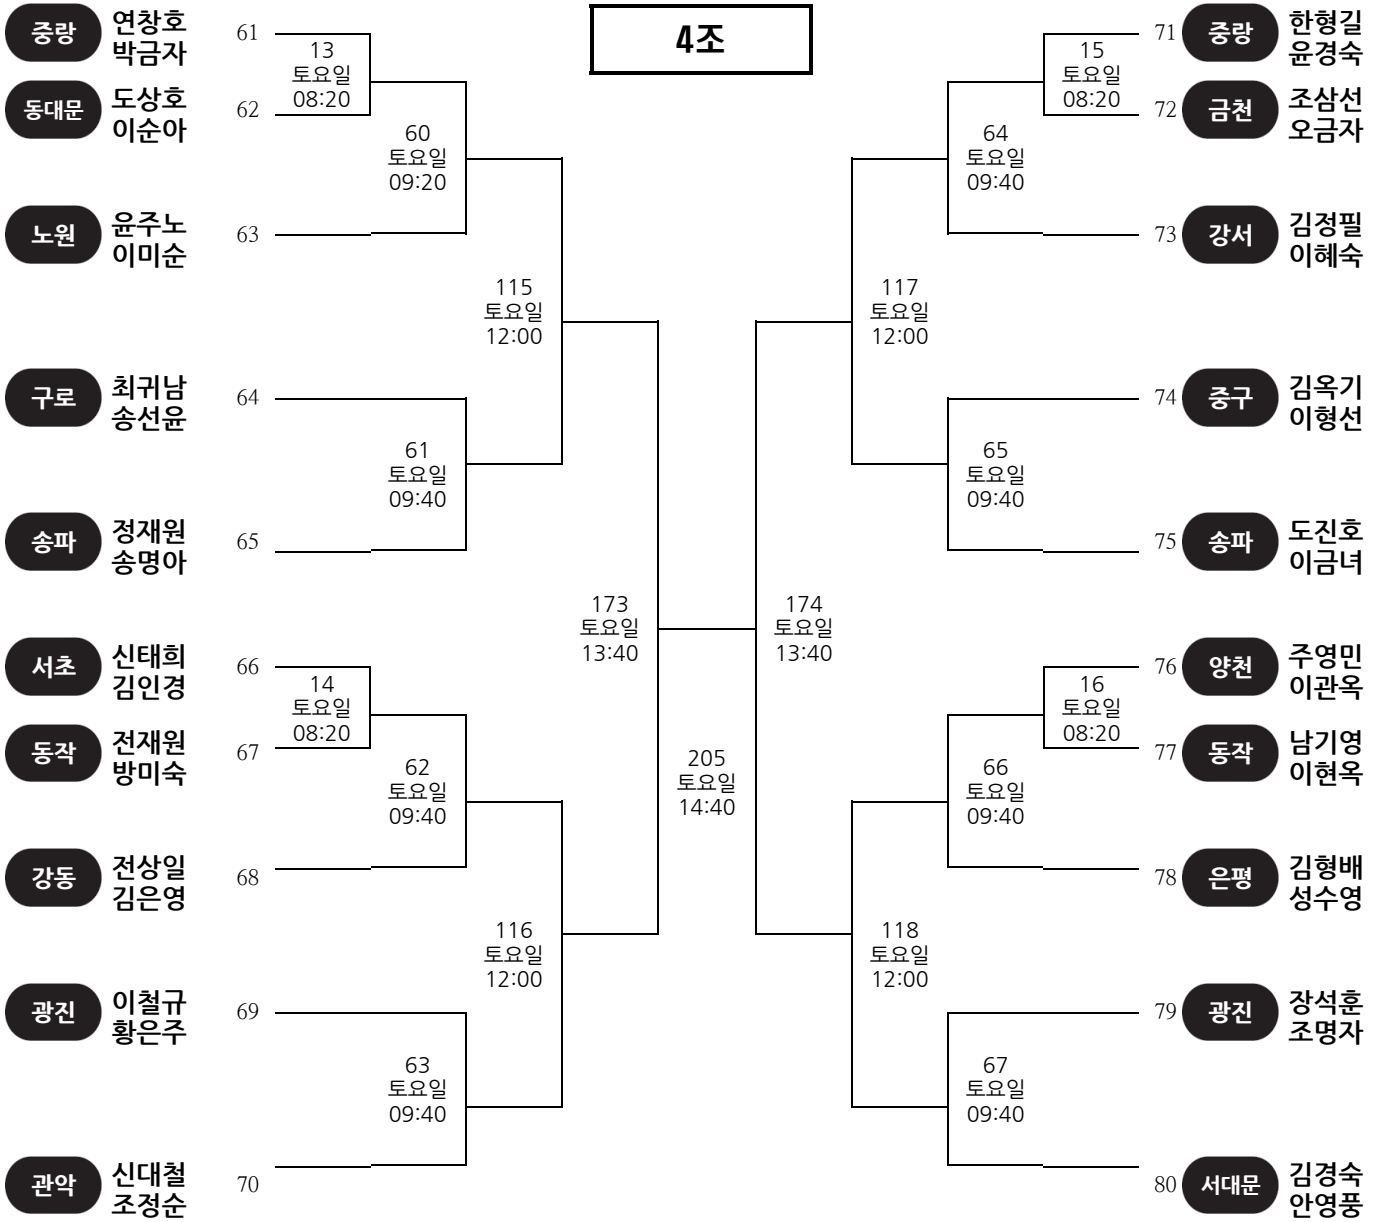 4조
중랑
연창호
박금자
61
13
토요일
08:20
동대문
도상호
이순아
62
60
토요일
09:20
노원
윤주노
이미순
63
115
토요일
12:00
구로
최귀남
송선윤
64
61
토요일
09:40
송파
정재원
송명아
65
173
토요일
13:40
서초
신태희
김인경
66
14
토요일
08:20
동작
전재원
방미숙
67
62
토요일
09:40
강동
전상일
김은영
68
116
토요일
12:00
광진
이철규
황은주
69
63
토요일
09:40
관악
신대철
조정순
70
205
토요일
14:40
71
중랑
한형길
윤경숙
15
토요일
08:20
72
금천
조삼선
오금자
64
토요일
09:40
73
강서
김정필
이혜숙
117
토요일
12:00
74
중구
김옥기
이형선
65
토요일
09:40
75
송파
도진호
이금녀
174
토요일
13:40
76
양천
주영민
이관옥
16
토요일
08:20
77
동작
남기영
이현옥
66
토요일
09:40
78
은평
김형배
성수영
118
토요일
12:00
79
광진
장석훈
조명자
67
토요일
09:40
80
서대문
김경숙
안영풍